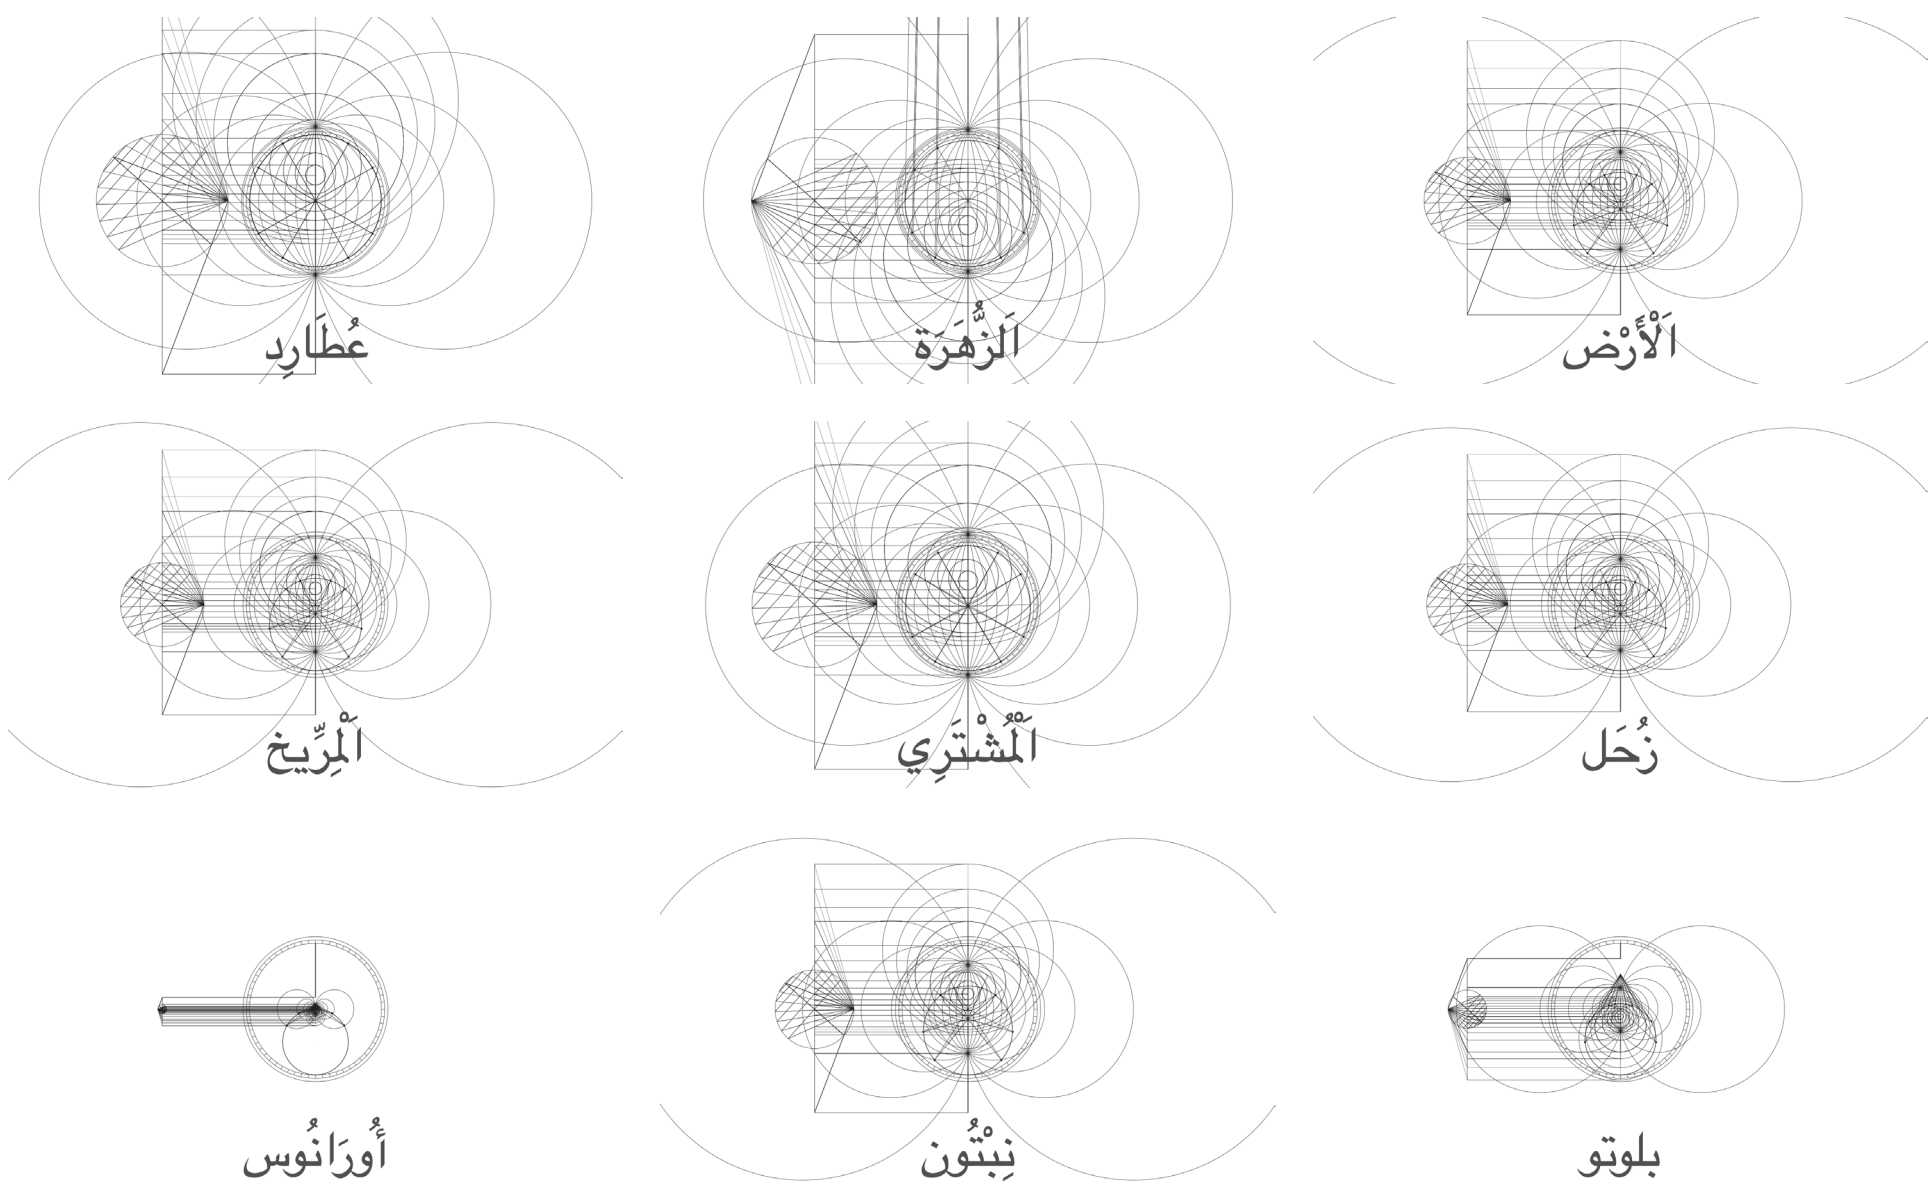 عُطَارِد
اَلزُّهَرَة
اَلْأَرْض
اَلْمِرِّيخ
اَلْمُشْتَرِي
زُحَل
أُورَانُوس
نِبْتُون
بلوتو